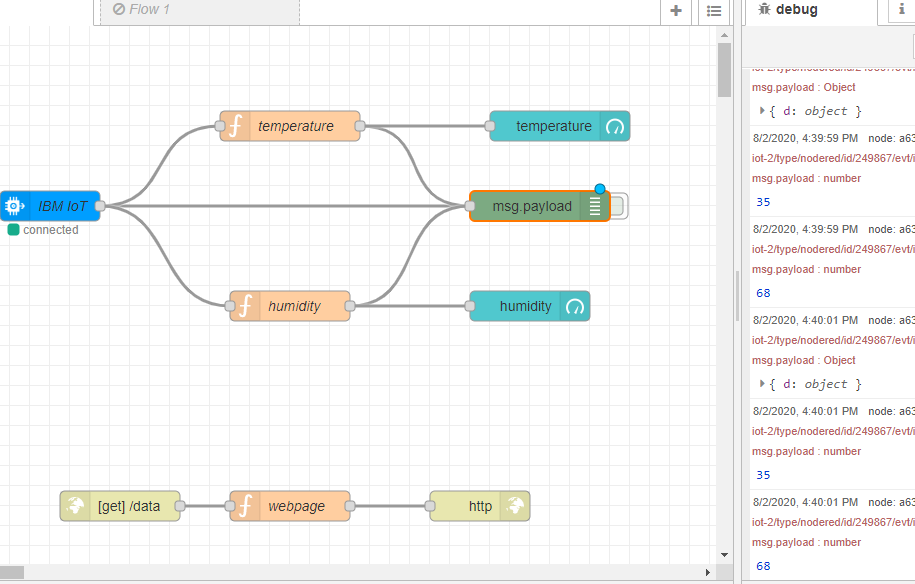 Flow 1
debug
i
temperature
temperature
IBM IoT
msg.payload
connected
humidity
humidity
[get] /data
webpage
http
iot-2/type/nodered/id/249867/evt/i
msg.payload : Object
{ d: object }
8/2/2020, 4:39:59 PM node: a63
iot-2/type/nodered/id/249867/evt/i
msg.payload : number
35
8/2/2020, 4:39:59 PM node: a63
iot-2/type/nodered/id/249867/evt/i
msg.payload : number
68
8/2/2020, 4:40:01 PM node: a63
iot-2/type/nodered/id/249867/evt/i
msg.payload : Object
{ d: object }
8/2/2020, 4:40:01 PM node: a63
iot-2/type/nodered/id/249867/evt/i
msg.payload : number
35
8/2/2020, 4:40:01 PM node: a63
iot-2/type/nodered/id/249867/evt/i
msg.payload : number
68